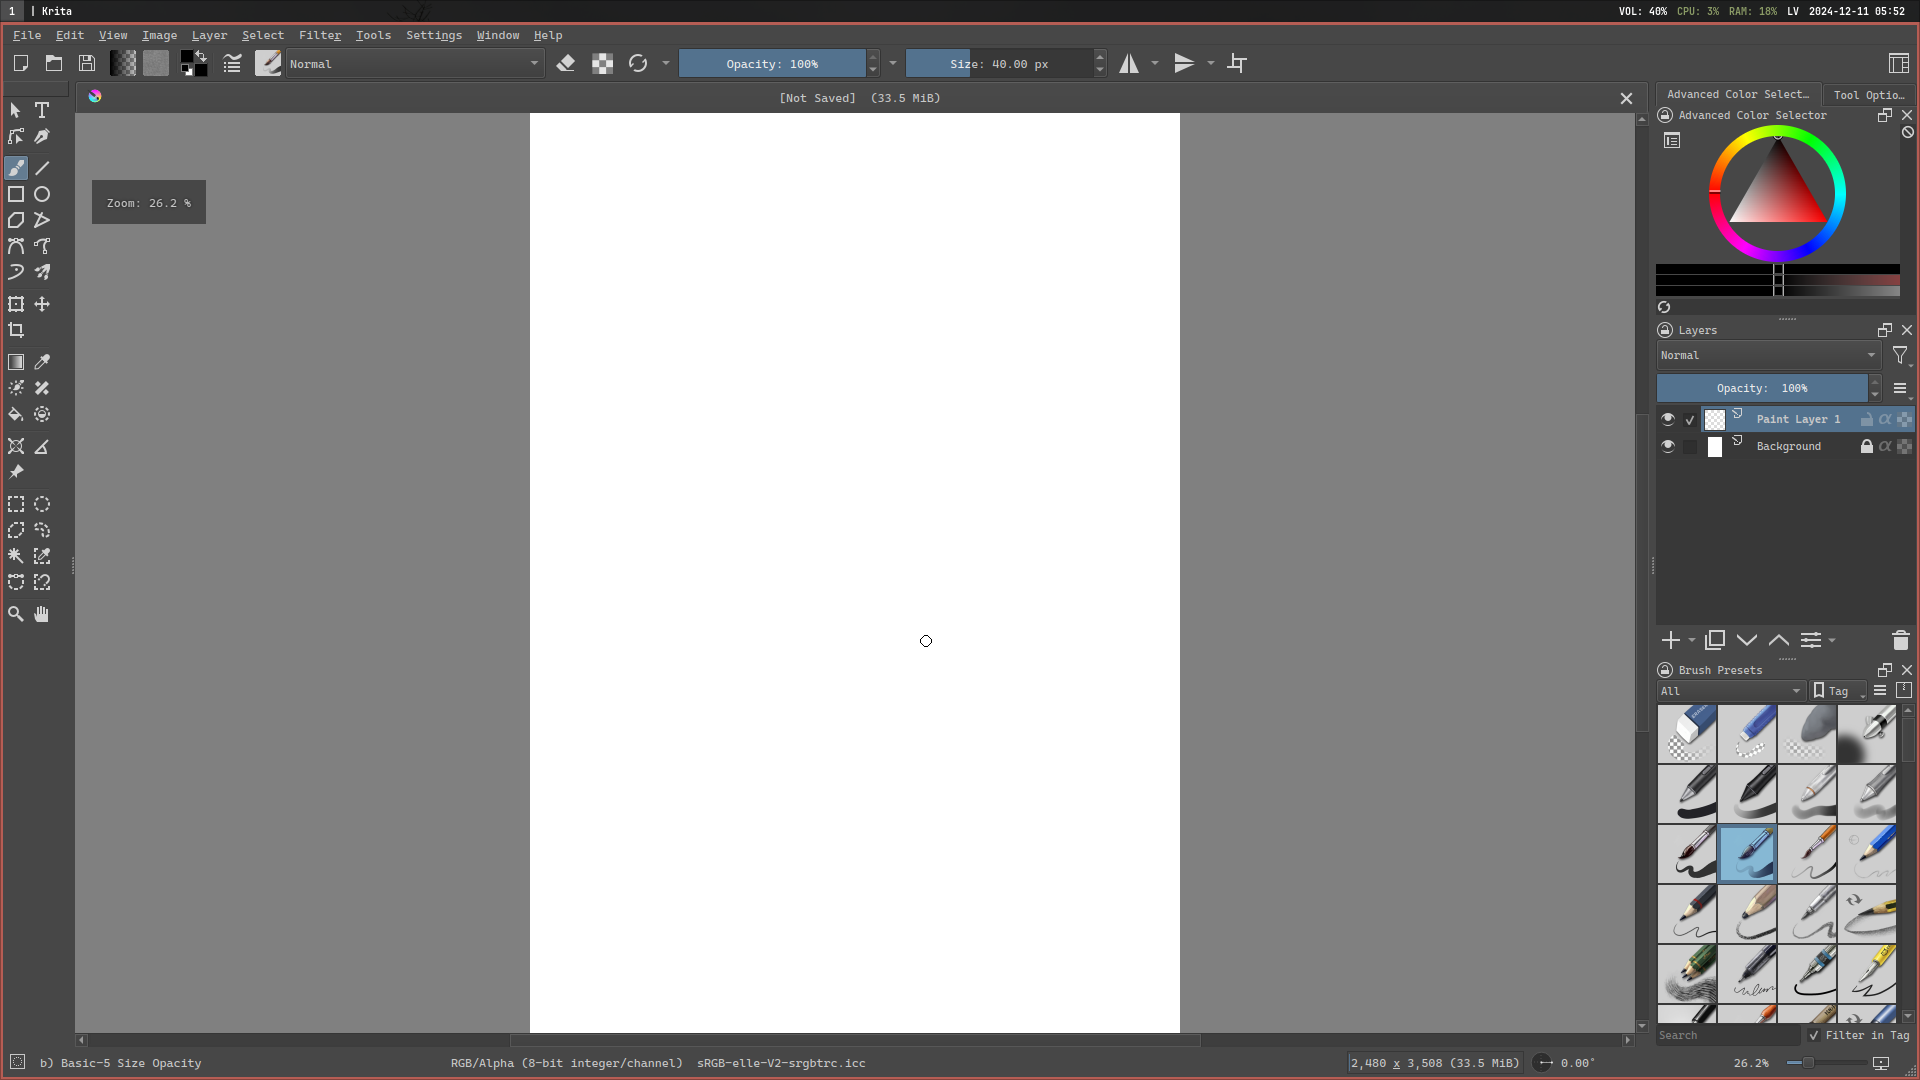 1 | Krita
VOL: 40% CPU: 3% RAM: 18% LV 2024-12-11 05:52
File Edit View Image Layer Select Filter Tools Settings Window Help
Normal
Opacity: 100%
Size: 40.00 px
[Not Saved] (33.5 MiB)
Advanced Color Select…
Tool Optio…
Advanced Color Selector
Zoom: 26.2 %
Layers
Normal
Opacity: 100%
Paint Layer 1
Background
Brush Presets
All
Tag
Search
Filter in Tag
b) Basic-5 Size Opacity
RGB/Alpha (8-bit integer/channel) sRGB-elle-V2-srgbtrc.icc
2,480 x 3,508 (33.5 MiB)
0.00°
26.2%